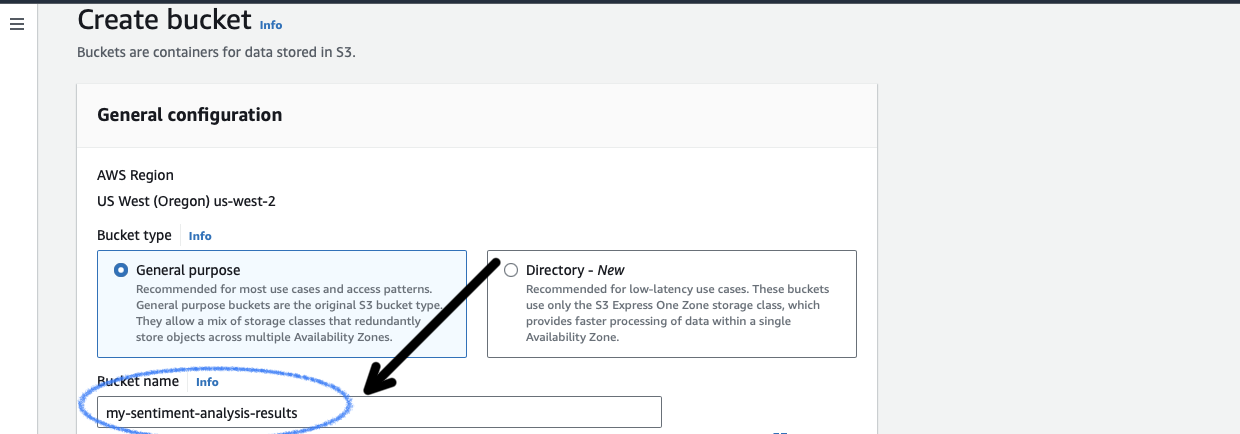 Create bucket Info
Buckets are containers for data stored in S3.
General configuration
AWS Region
US West (Oregon) us-west-2
Bucket type Info
General purpose
Recommended for most use cases and access patterns.
General purpose buckets are the original S3 bucket type.
They allow a mix of storage classes that redundantly
store objects across multiple Availability Zones.
Directory - New
Recommended for low-latency use cases. These buckets
use only the S3 Express One Zone storage class, which
provides faster processing of data within a single
Availability Zone.
Bucket name Info
my-sentiment-analysis-results